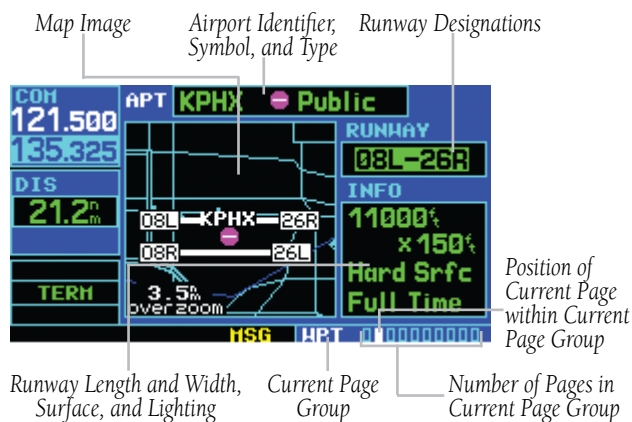 Map Image
Airport Identifier,
Symbol, and Type
Runway Designations
COM
121.500
135.325
APT KPHX Public
RUNWAY
08L-26R
DIS
21.2nm
INFO
11000ft
x150ft
Hard Srfc
Full Time
08L KPHX 26R
08R 26L
TERM
3.5nm
overzoom
MSG WPT
Position of
Current Page
within Current
Page Group
Runway Length and Width,
Surface, and Lighting
Current Page
Group
Number of Pages in
Current Page Group